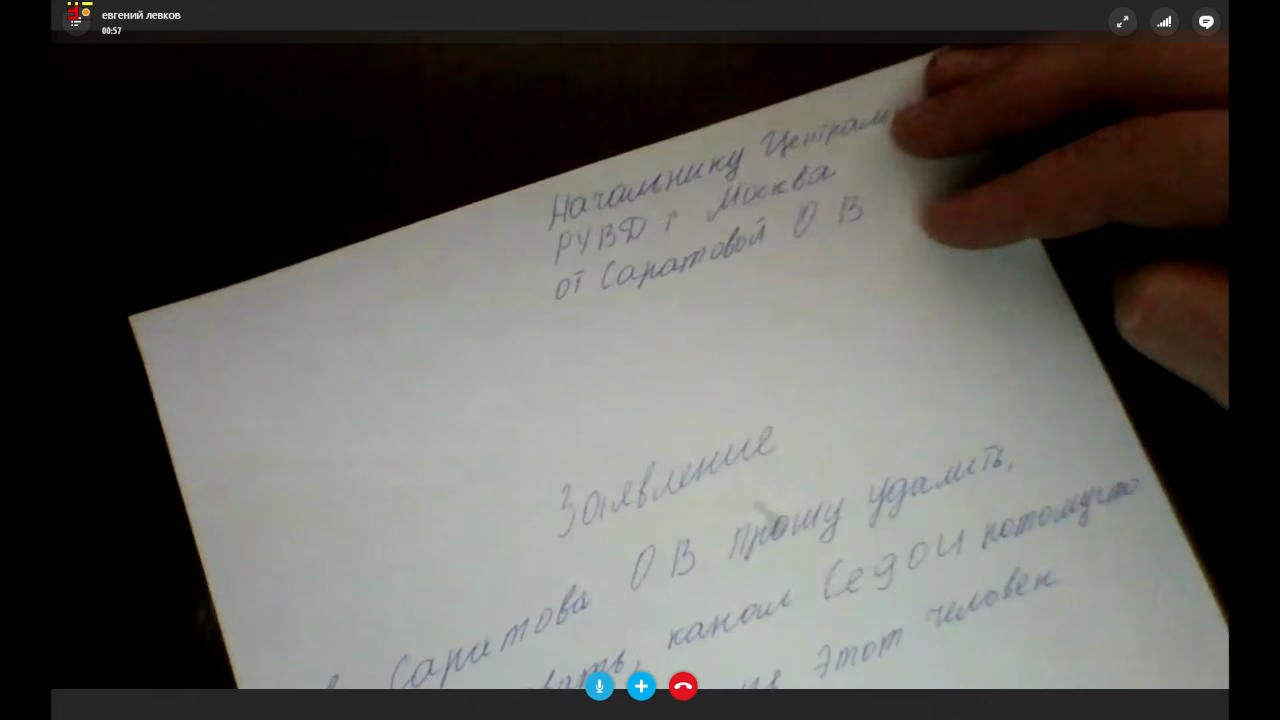 евгений левков
00:57
Начальнику Централ
РУВД г Москва
от Саратовой О В
Заявление
Саратова О В прошу удалить,
вать, канал Седой потомучто
этот человек